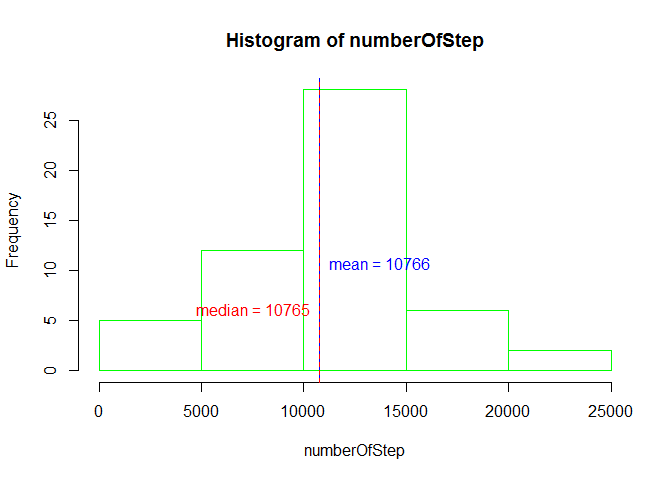 Histogram of numberOfStep
25
20
15
10
5
0
Frequency
mean = 10766
median = 10765
0 5000 10000 15000 20000 25000
numberOfStep